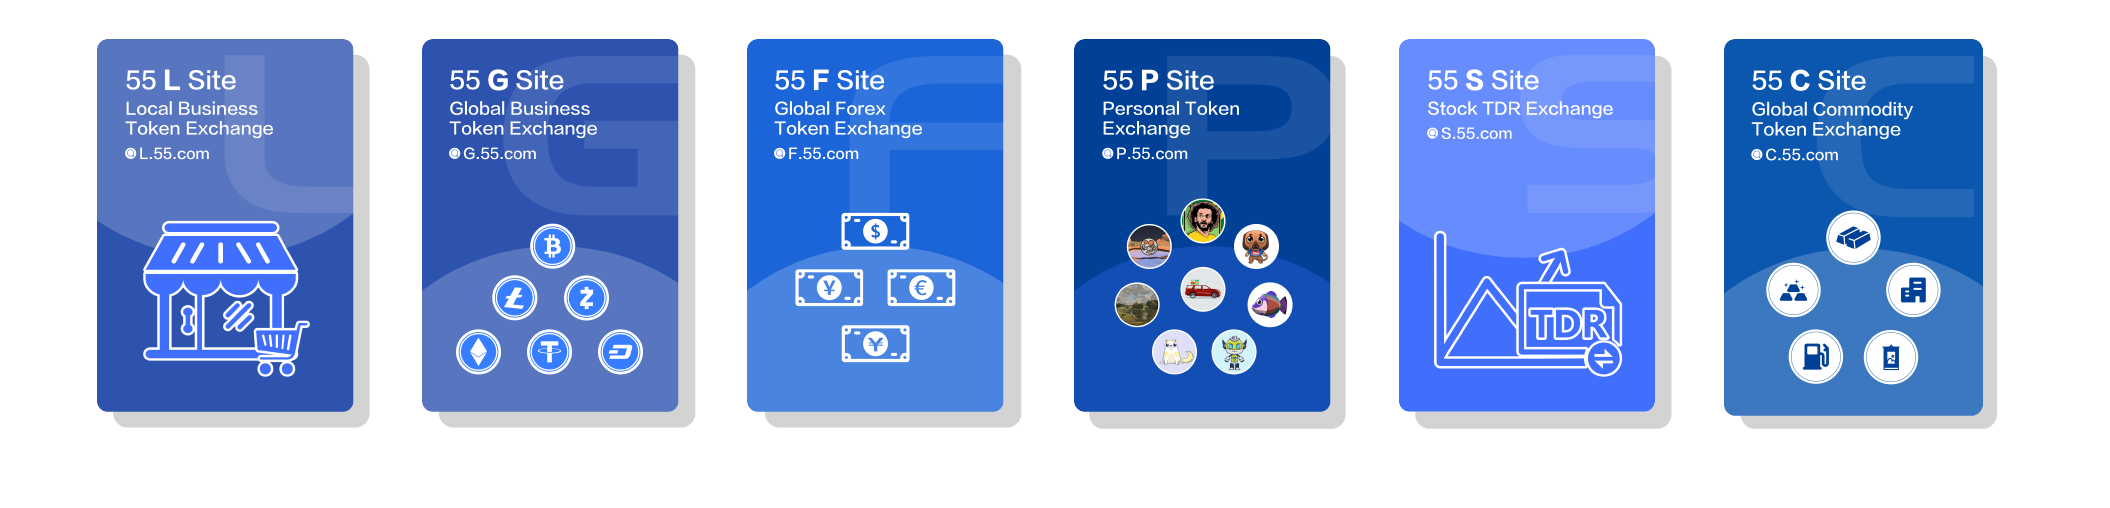 55 L Site
Local Business
Token Exchange
L.55.com
55 G Site
Global Business
Token Exchange
G.55.com
55 F Site
Global Forex
Token Exchange
F.55.com
55 P Site
Personal Token
Exchange
P.55.com
55 S Site
Stock TDR Exchange
S.55.com
TDR
55 C Site
Global Commodity
Token Exchange
C.55.com